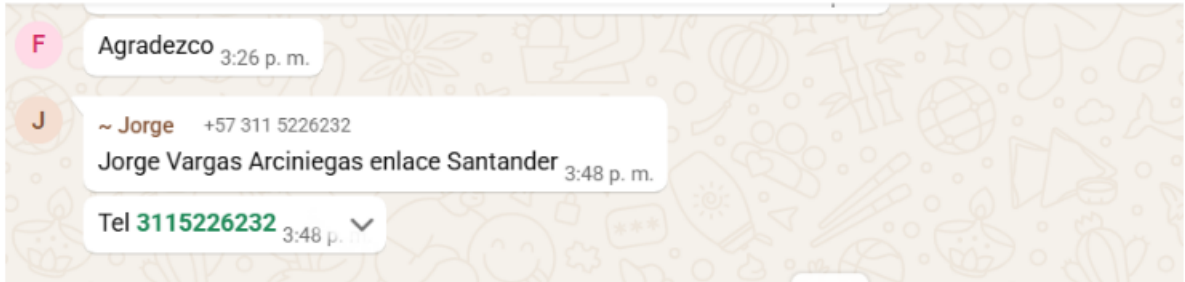 F
Agradezco 3:26 p. m.
J
~ Jorge +57 311 5226232
Jorge Vargas Arciniegas enlace Santander 3:48 p. m.
Tel 3115226232 3:48 p. m.